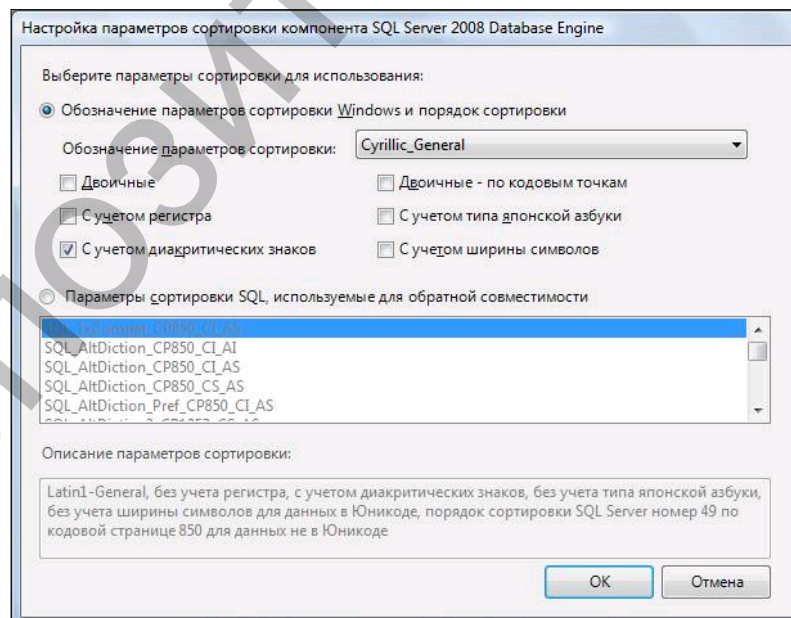 Настройка параметров сортировки компонента SQL Server 2008 Database Engine
Выберите параметры сортировки для использования:
Обозначение параметров сортировки Windows и порядок сортировки
Обозначение параметров сортировки: Cyrillic_General
Двоичные Двоичные - по кодовым точкам
С учетом регистра С учетом типа японской азбуки
С учетом диакритических знаков С учетом ширины символов
Параметры сортировки SQL, используемые для обратной совместимости
SQL_1xCompat_CP850_CI_AS
SQL_AltDiction_CP850_CI_AI
SQL_AltDiction_CP850_CI_AS
SQL_AltDiction_CP850_CS_AS
SQL_AltDiction_Pref_CP850_CI_AS
Описание параметров сортировки:
Latin1-General, без учета регистра, с учетом диакритических знаков, без учета типа японской азбуки,
без учета ширины символов для данных в Юникоде, порядок сортировки SQL Server номер 49 по
кодовой странице 850 для данных не в Юникоде
OK Отмена